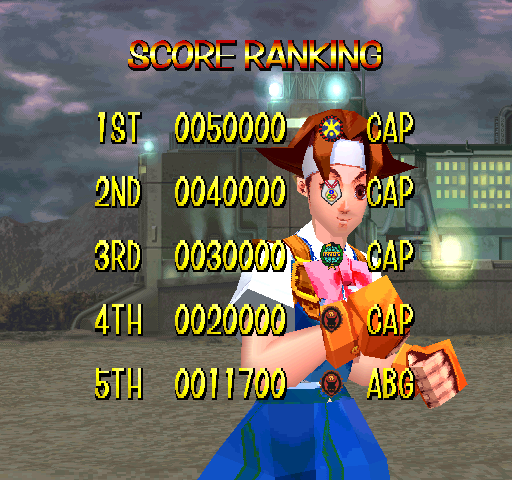 SCORE RANKING
1ST 0050000 CAP
2ND 0040000 CAP
3RD 0030000 CAP
4TH 0020000 CAP
5TH 0011700 ABG